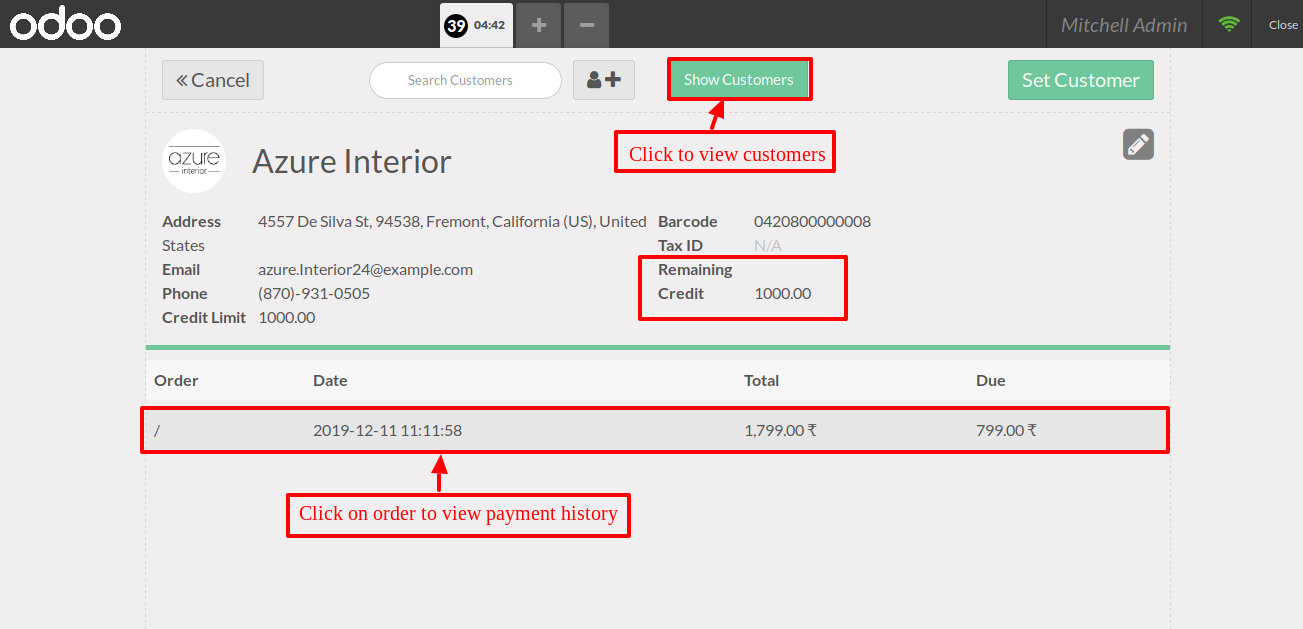 odoo
39 04:42
Mitchell Admin
Close
Cancel
Search Customers
Show Customers
Set Customer
Click to view customers
azure
interior
Azure Interior
Address 4557 De Silva St, 94538, Fremont, California (US), United
States
Email azure.Interior24@example.com
Phone (870)-931-0505
Credit Limit 1000.00
Barcode 0420800000008
Tax ID N/A
Remaining
Credit 1000.00
Order Date Total Due
/ 2019-12-11 11:11:58 1,799.00 ₹ 799.00 ₹
Click on order to view payment history